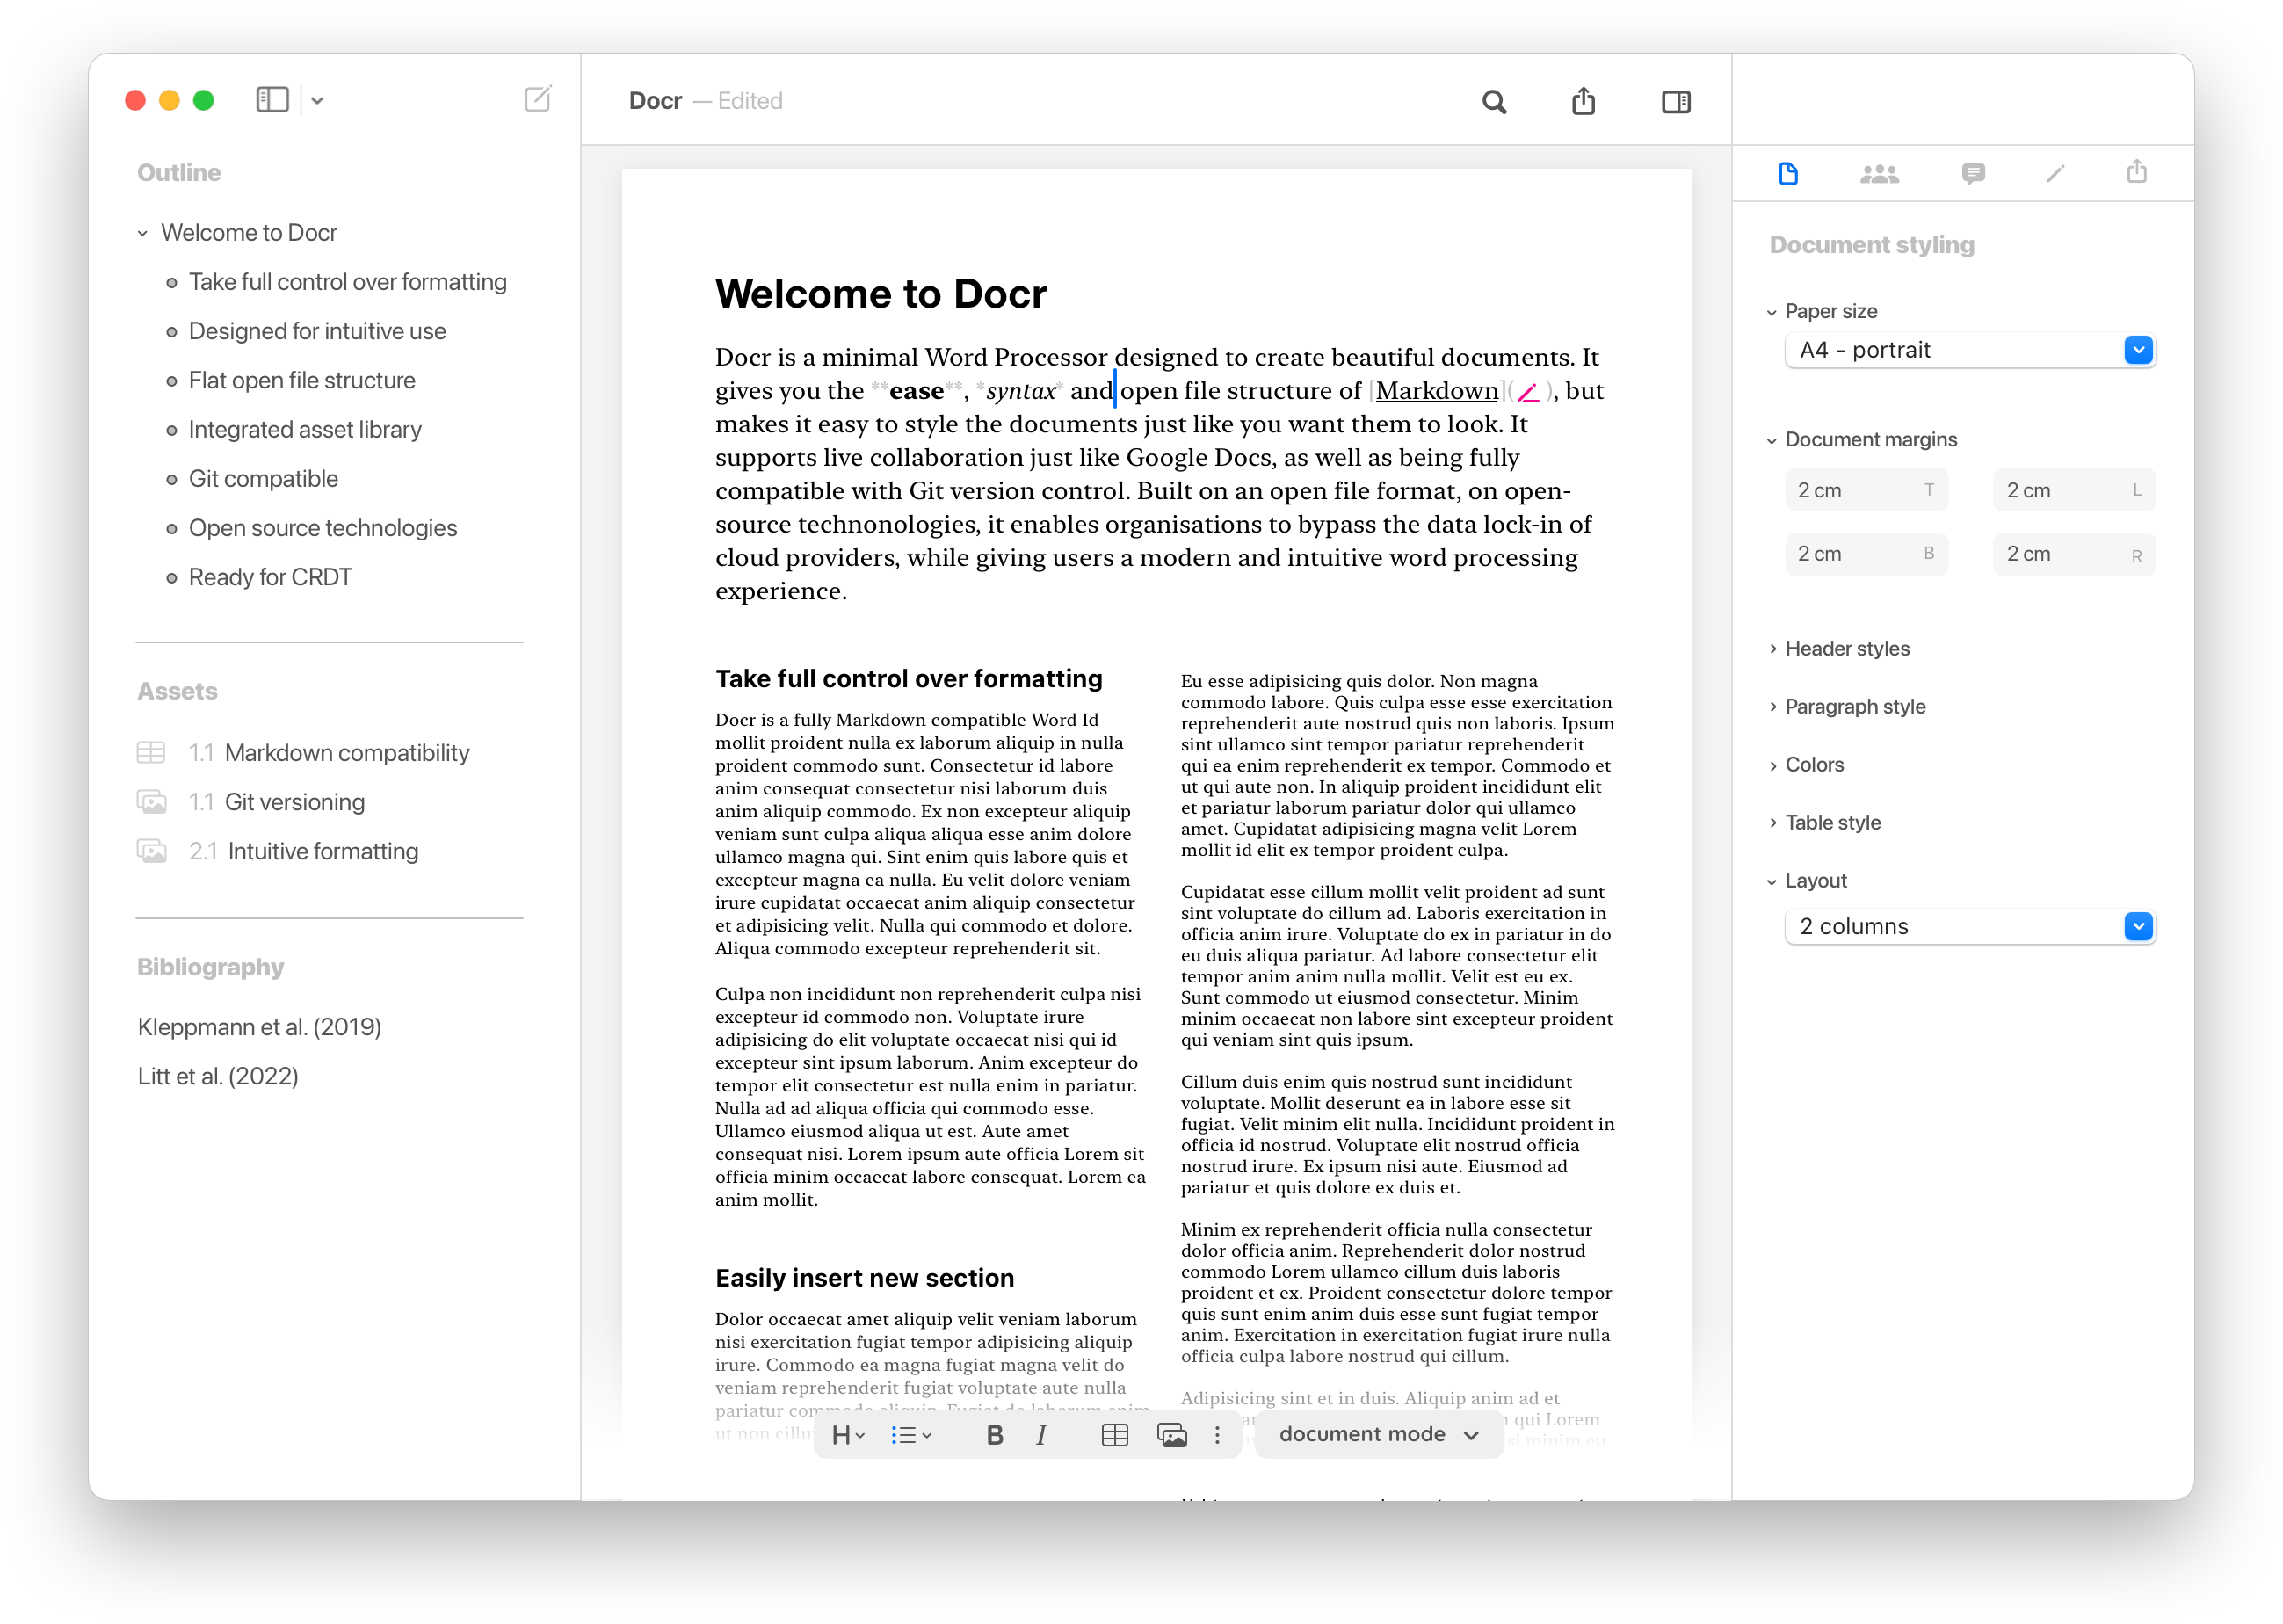 Docr — Edited
Outline
Welcome to Docr
Take full control over formatting
Designed for intuitive use
Flat open file structure
Integrated asset library
Git compatible
Open source technologies
Ready for CRDT
Assets
1.1 Markdown compatibility
1.1 Git versioning
2.1 Intuitive formatting
Bibliography
Kleppmann et al. (2019)
Litt et al. (2022)
Welcome to Docr
Docr is a minimal Word Processor designed to create beautiful documents. It
gives you the **ease**, *syntax* and open file structure of [Markdown]( ), but
makes it easy to style the documents just like you want them to look. It
supports live collaboration just like Google Docs, as well as being fully
compatible with Git version control. Built on an open file format, on open-
source technonologies, it enables organisations to bypass the data lock-in of
cloud providers, while giving users a modern and intuitive word processing
experience.
Take full control over formatting
Docr is a fully Markdown compatible Word Id
mollit proident nulla ex laborum aliquip in nulla
proident commodo sunt. Consectetur id labore
anim consequat consectetur nisi laborum duis
anim aliquip commodo. Ex non excepteur aliquip
veniam sunt culpa aliqua aliqua esse anim dolore
ullamco magna qui. Sint enim quis labore quis et
excepteur magna ea nulla. Eu velit dolore veniam
irure cupidatat occaecat anim aliquip consectetur
et adipisicing velit. Nulla qui commodo et dolore.
Aliqua commodo excepteur reprehenderit sit.
Culpa non incididunt non reprehenderit culpa nisi
excepteur id commodo non. Voluptate irure
adipisicing do elit voluptate occaecat nisi qui id
excepteur sint ipsum laborum. Anim excepteur do
tempor elit consectetur est nulla enim in pariatur.
Nulla ad ad aliqua officia qui commodo esse.
Ullamco eiusmod aliqua ut est. Aute amet
consequat nisi. Lorem ipsum aute officia Lorem sit
officia minim occaecat labore consequat. Lorem ea
anim mollit.
Easily insert new section
Dolor occaecat amet aliquip velit veniam laborum
nisi exercitation fugiat tempor adipisicing aliquip
irure. Commodo ea magna fugiat magna velit do
veniam reprehenderit fugiat voluptate aute nulla
pariatur commodo aliquip. Fugiat do laborum anim
ut non
Eu esse adipisicing quis dolor. Non magna
commodo labore. Quis culpa esse esse exercitation
reprehenderit aute nostrud quis non laboris. Ipsum
sint ullamco sint tempor pariatur reprehenderit
qui ea enim reprehenderit ex tempor. Commodo et
ut qui aute non. In aliquip proident incididunt elit
et pariatur laborum pariatur dolor qui ullamco
amet. Cupidatat adipisicing magna velit Lorem
mollit id elit ex tempor proident culpa.
Cupidatat esse cillum mollit velit proident ad sunt
sint voluptate do cillum ad. Laboris exercitation in
officia anim irure. Voluptate do ex in pariatur in do
eu duis aliqua pariatur. Ad labore consectetur elit
tempor anim anim nulla mollit. Velit est eu ex.
Sunt commodo ut eiusmod consectetur. Minim
minim occaecat non labore sint excepteur proident
qui veniam sint quis ipsum.
Cillum duis enim quis nostrud sunt incididunt
voluptate. Mollit deserunt ea in labore esse sit
fugiat. Velit minim elit nulla. Incididunt proident in
officia id nostrud. Voluptate elit nostrud officia
nostrud irure. Ex ipsum nisi aute. Eiusmod ad
pariatur et quis dolore ex duis et.
Minim ex reprehenderit officia nulla consectetur
dolor officia anim. Reprehenderit dolor nostrud
commodo Lorem ullamco cillum duis laboris
proident et ex. Proident consectetur dolore tempor
quis sunt enim anim duis esse sunt fugiat tempor
anim. Exercitation in exercitation fugiat irure nulla
officia culpa labore nostrud qui cillum.
Adipisicing sint et in duis. Aliquip anim ad et
qui Lorem
minim eu
H B I
document mode
Document styling
Paper size
A4 - portrait
Document margins
2 cm T 2 cm L
2 cm B 2 cm R
Header styles
Paragraph style
Colors
Table style
Layout
2 columns